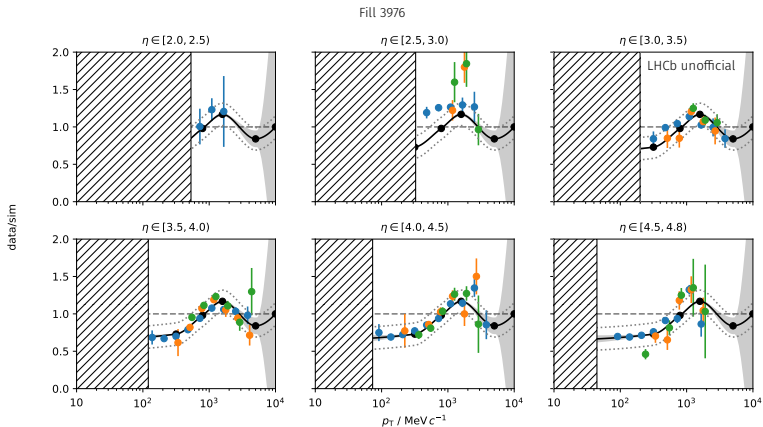 Fill 3976
η ∈ [2.0, 2.5)
η ∈ [2.5, 3.0)
η ∈ [3.0, 3.5)
LHCb unofficial
2.0
1.5
1.0
0.5
0.0
η ∈ [3.5, 4.0)
η ∈ [4.0, 4.5)
η ∈ [4.5, 4.8)
2.0
1.5
1.0
0.5
0.0
data/sim
10 10² 10³ 10⁴
10 10² 10³ 10⁴
10 10² 10³ 10⁴
p_T / MeV c⁻¹